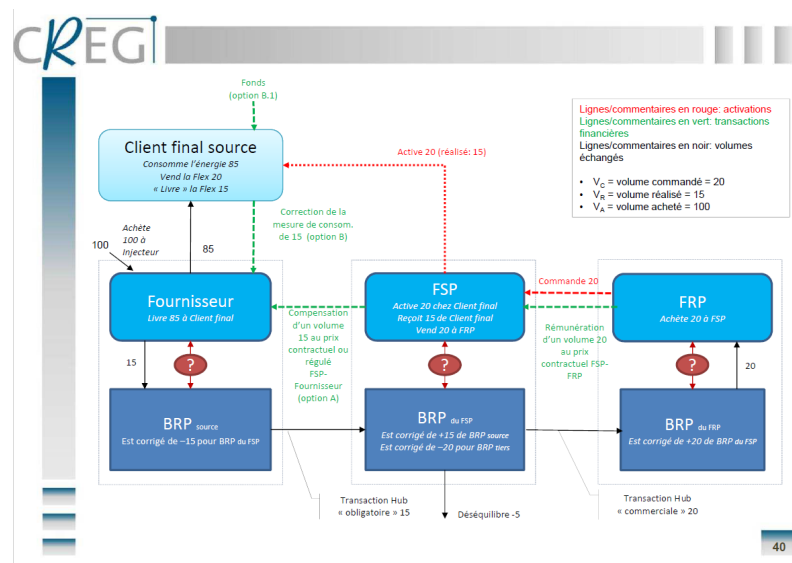 CREG
Fonds
(option B.1)
Client final source
Consomme l'énergie 85
Vend la Flex 20
« Livre » la Flex 15
Active 20 (réalisé: 15)
Lignes/commentaires en rouge: activations
Lignes/commentaires en vert: transactions
financières
Lignes/commentaires en noir: volumes
échangés
• VC = volume commandé = 20
• VR = volume réalisé = 15
• VA = volume acheté = 100
Achète
100 à
Injecteur
100
85
Correction de la
mesure de consom.
de 15 (option B)
Fournisseur
Livre 85 à Client final
FSP
Active 20 chez Client final
Reçoit 15 de Client final
Vend 20 à FRP
Commande 20
FRP
Achète 20 à FSP
Compensation
d'un volume
15 au prix
contractuel ou
régulé
FSP-
Fournisseur
(option A)
Rémunération
d'un volume 20
au prix
contractuel FSP-
FRP
15
?
?
?
20
BRP source
Est corrigé de –15 pour BRP du FSP
BRP du FSP
Est corrigé de +15 de BRP source
Est corrigé de –20 pour BRP tiers
BRP du FRP
Est corrigé de +20 de BRP du FSP
Transaction Hub
« obligatoire » 15
Déséquilibre -5
Transaction Hub
« commerciale » 20
40